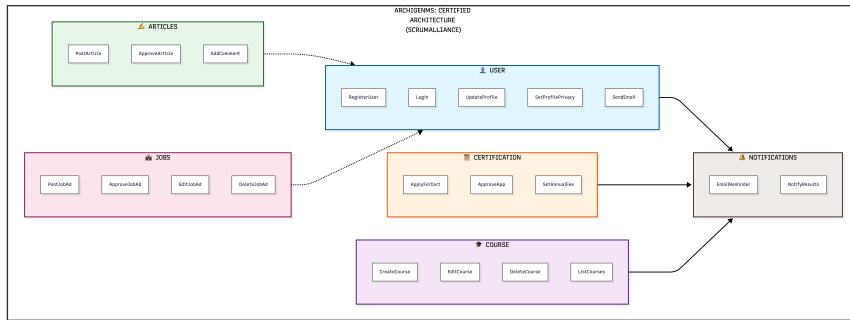 ARCHIGENMS: CERTIFIED
ARCHITECTURE
(SCRUMALLIANCE)
✍️ ARTICLES
PostArticle
ApproveArticle
AddComment
👤 USER
RegisterUser
Login
UpdateProfile
SetProfilePrivacy
SendEmail
JOBS
PostJobAd
ApproveJobAd
EditJobAd
DeleteJobAd
📜 CERTIFICATION
ApplyForCert
ApproveApp
SetAnnualFee
🔔 NOTIFICATIONS
EmailReminder
NotifyResults
🎓 COURSE
CreateCourse
EditCourse
DeleteCourse
ListCourses